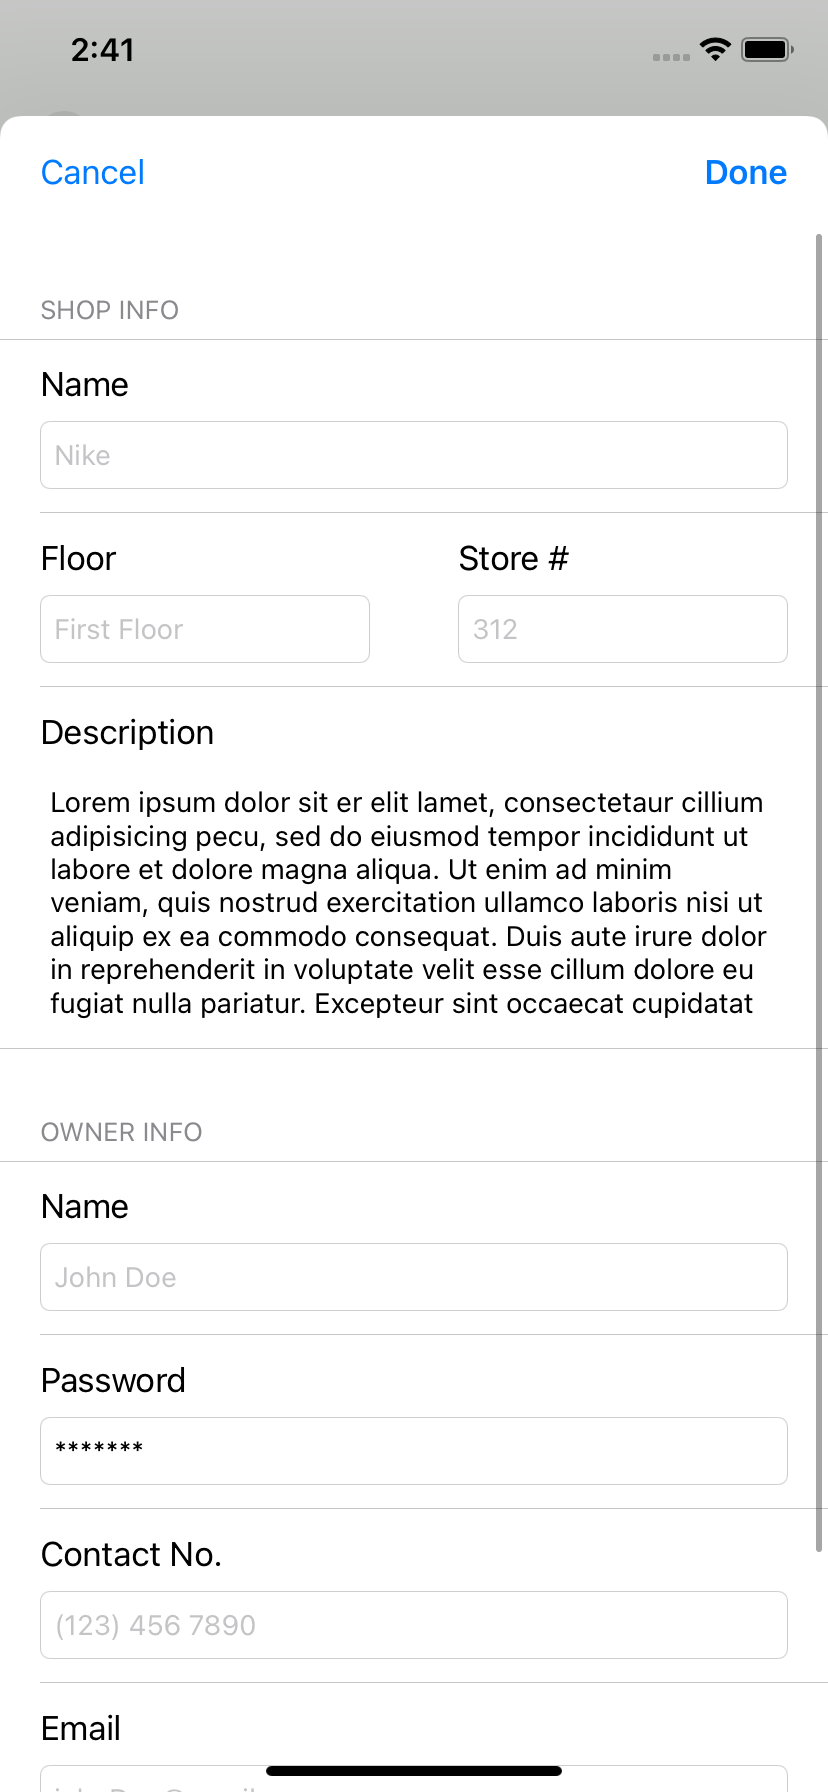 2:41
Cancel
Done
SHOP INFO
Name
Nike
Floor
Store #
First Floor
312
Description
Lorem ipsum dolor sit er elit lamet, consectetaur cillium
adipisicing pecu, sed do eiusmod tempor incididunt ut
labore et dolore magna aliqua. Ut enim ad minim
veniam, quis nostrud exercitation ullamco laboris nisi ut
aliquip ex ea commodo consequat. Duis aute irure dolor
in reprehenderit in voluptate velit esse cillum dolore eu
fugiat nulla pariatur. Excepteur sint occaecat cupidatat
OWNER INFO
Name
John Doe
Password
*******
Contact No.
(123) 456 7890
Email